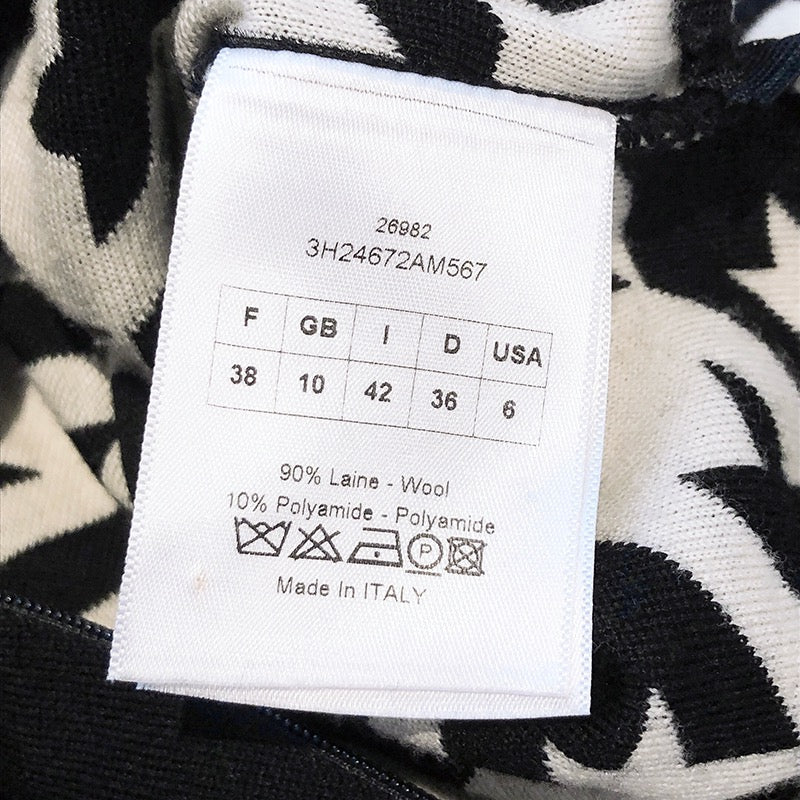 26982
3H24672AM567
F GB I D USA
38 10 42 36 6
90% Laine - Wool
10% Polyamide - Polyamide
P
Made In ITALY